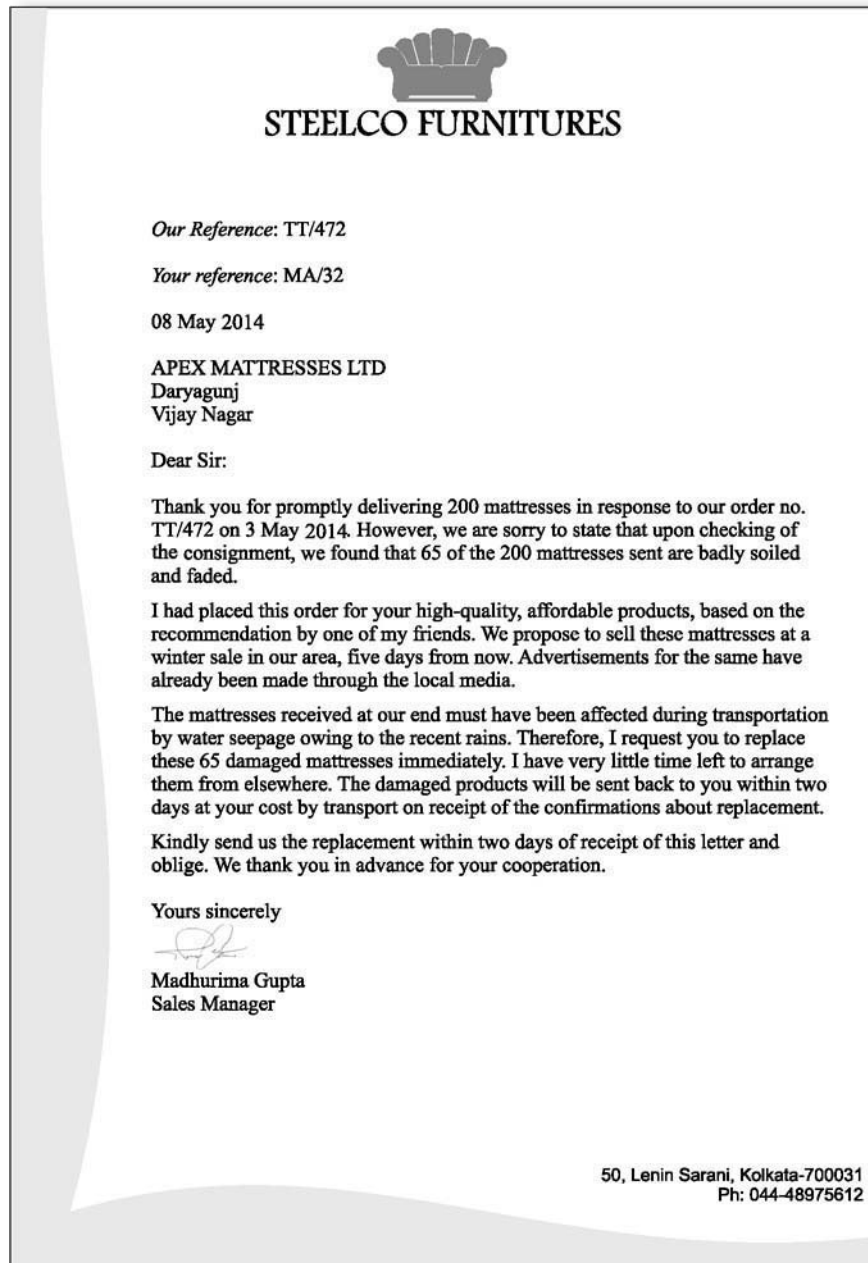 STEELCO FURNITURES
Our Reference: TT/472
Your reference: MA/32
08 May 2014
APEX MATTRESSES LTD
Daryagunj
Vijay Nagar
Dear Sir:
Thank you for promptly delivering 200 mattresses in response to our order no.
TT/472 on 3 May 2014. However, we are sorry to state that upon checking of
the consignment, we found that 65 of the 200 mattresses sent are badly soiled
and faded.
I had placed this order for your high-quality, affordable products, based on the
recommendation by one of my friends. We propose to sell these mattresses at a
winter sale in our area, five days from now. Advertisements for the same have
already been made through the local media.
The mattresses received at our end must have been affected during transportation
by water seepage owing to the recent rains. Therefore, I request you to replace
these 65 damaged mattresses immediately. I have very little time left to arrange
them from elsewhere. The damaged products will be sent back to you within two
days at your cost by transport on receipt of the confirmations about replacement.
Kindly send us the replacement within two days of receipt of this letter and
oblige. We thank you in advance for your cooperation.
Yours sincerely
Madhurima Gupta
Sales Manager
50, Lenin Sarani, Kolkata-700031
Ph: 044-48975612